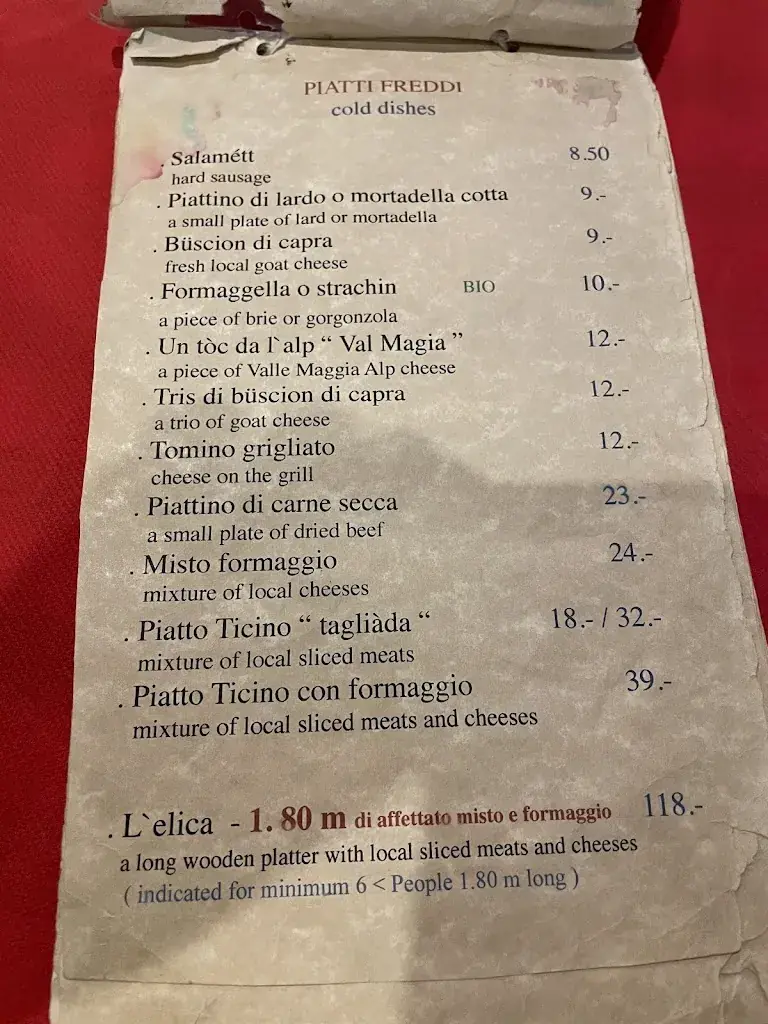 PIATTI FREDDI
cold dishes
. Salamétt 8.50
hard sausage
. Piattino di lardo o mortadella cotta 9.-
a small plate of lard or mortadella
. Büscion di capra 9.-
fresh local goat cheese
. Formaggella o strachin BIO 10.-
a piece of brie or gorgonzola
. Un tòc da l`alp “ Val Magia ” 12.-
a piece of Valle Maggia Alp cheese
. Tris di büscion di capra 12.-
a trio of goat cheese
. Tomino grigliato 12.-
cheese on the grill
. Piattino di carne secca 23.-
a small plate of dried beef
. Misto formaggio 24.-
mixture of local cheeses
. Piatto Ticino “ tagliàda “ 18.- / 32.-
mixture of local sliced meats
. Piatto Ticino con formaggio 39.-
mixture of local sliced meats and cheeses
. L`elica - 1. 80 m di affettato misto e formaggio 118.-
a long wooden platter with local sliced meats and cheeses
( indicated for minimum 6 < People 1.80 m long )